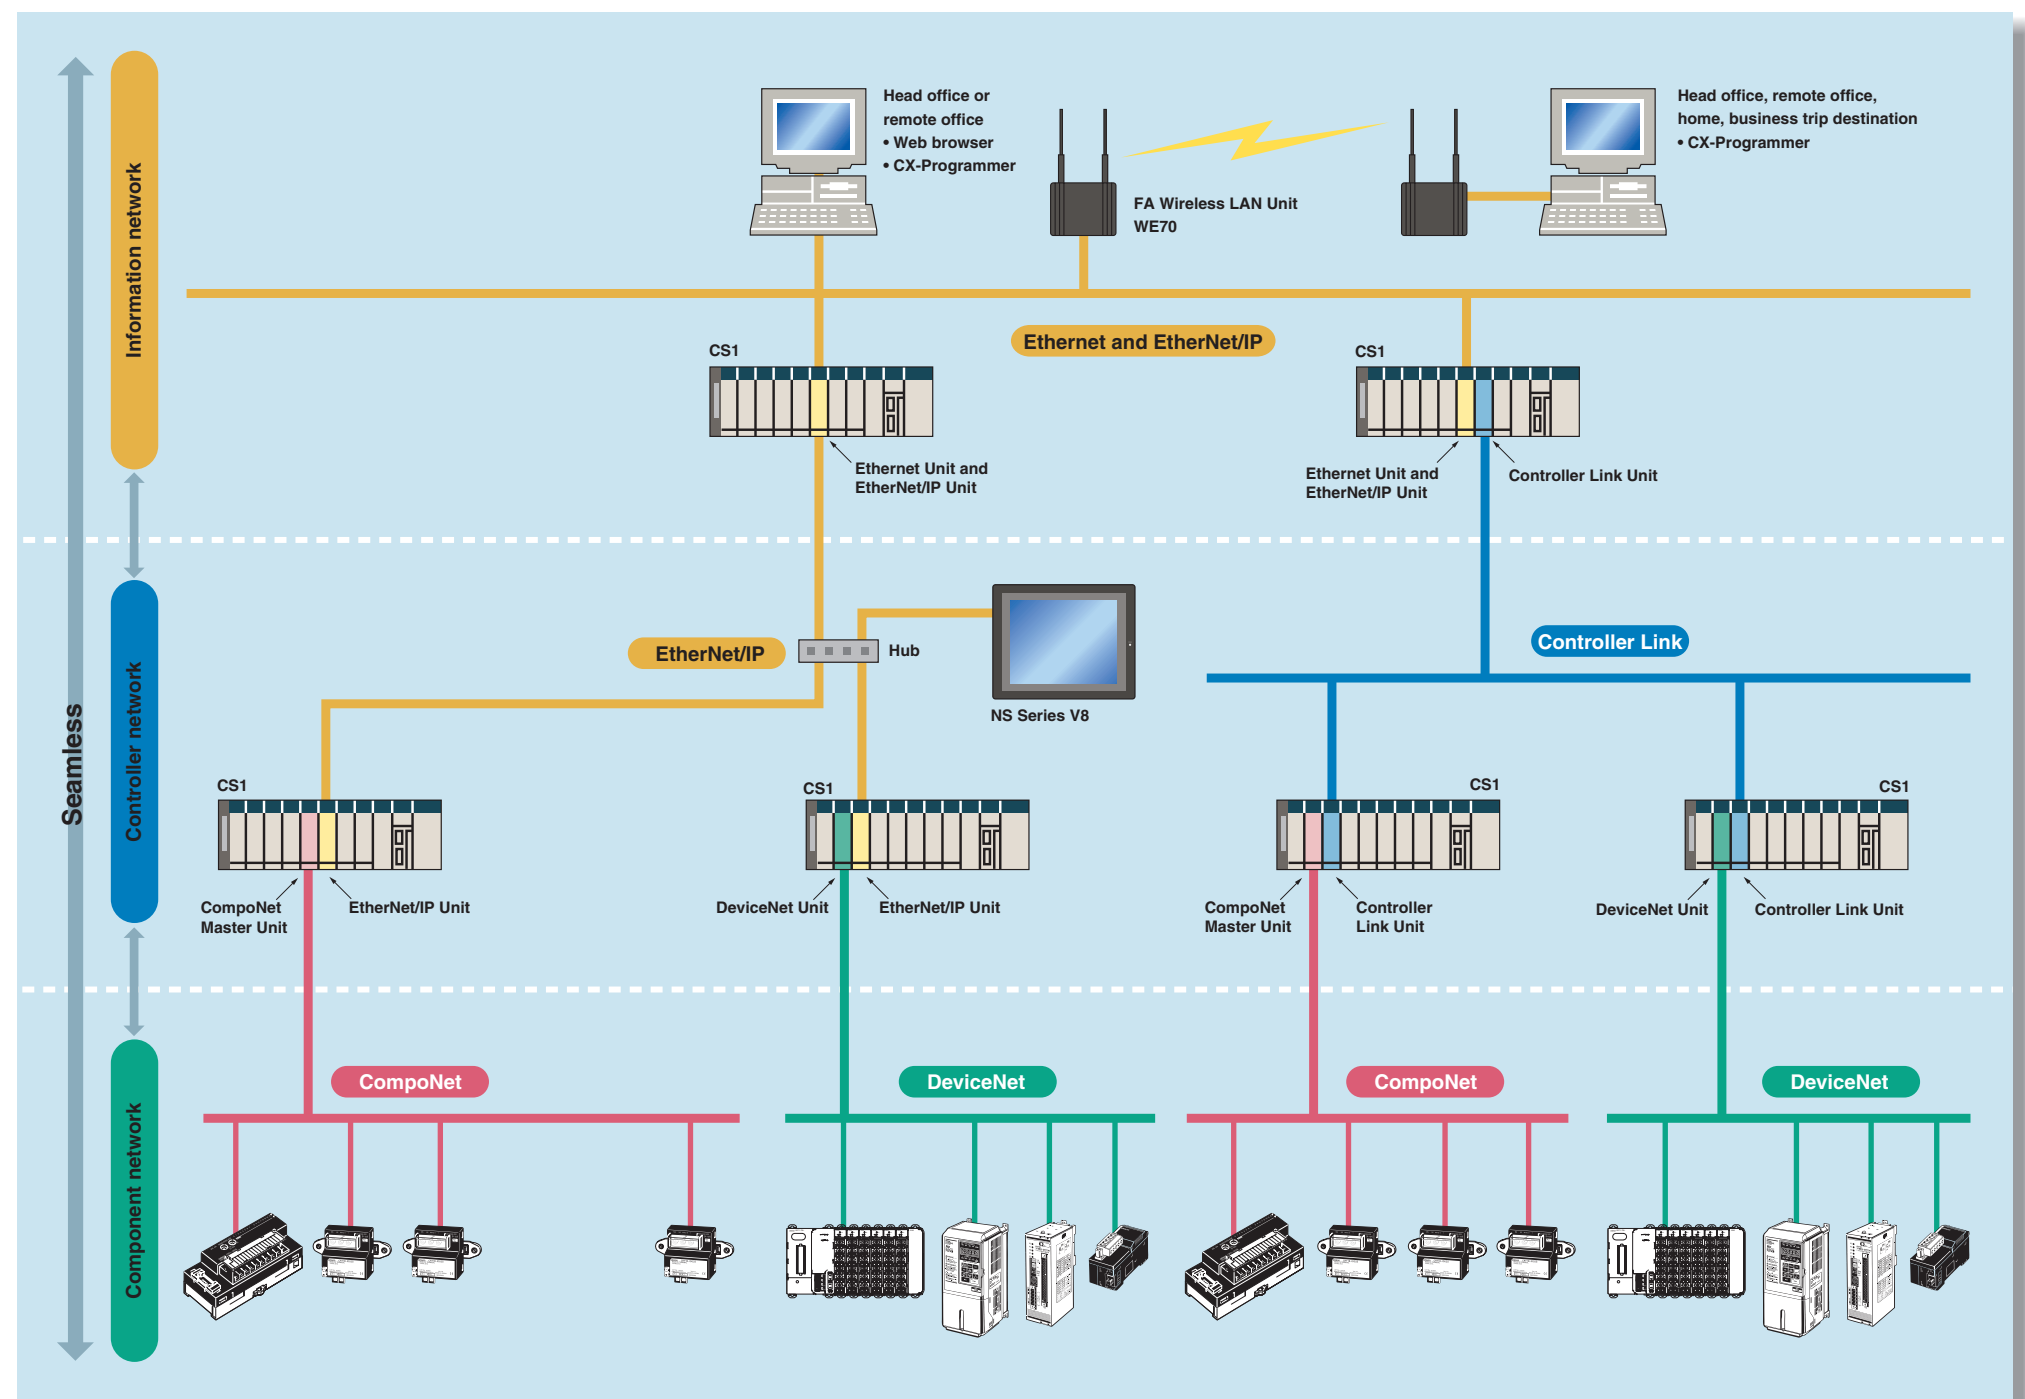 Seamless
Information network
Controller network
Component network
Head office or
remote office
• Web browser
• CX-Programmer
FA Wireless LAN Unit
WE70
Head office, remote office,
home, business trip destination
• CX-Programmer
Ethernet and EtherNet/IP
CS1
CS1
Ethernet Unit and
EtherNet/IP Unit
Ethernet Unit and
EtherNet/IP Unit
Controller Link Unit
EtherNet/IP
Hub
NS Series V8
Controller Link
CS1
CS1
CS1
CS1
CompoNet
Master Unit
EtherNet/IP Unit
DeviceNet Unit
EtherNet/IP Unit
CompoNet
Master Unit
Controller
Link Unit
DeviceNet Unit
Controller Link Unit
CompoNet
DeviceNet
CompoNet
DeviceNet